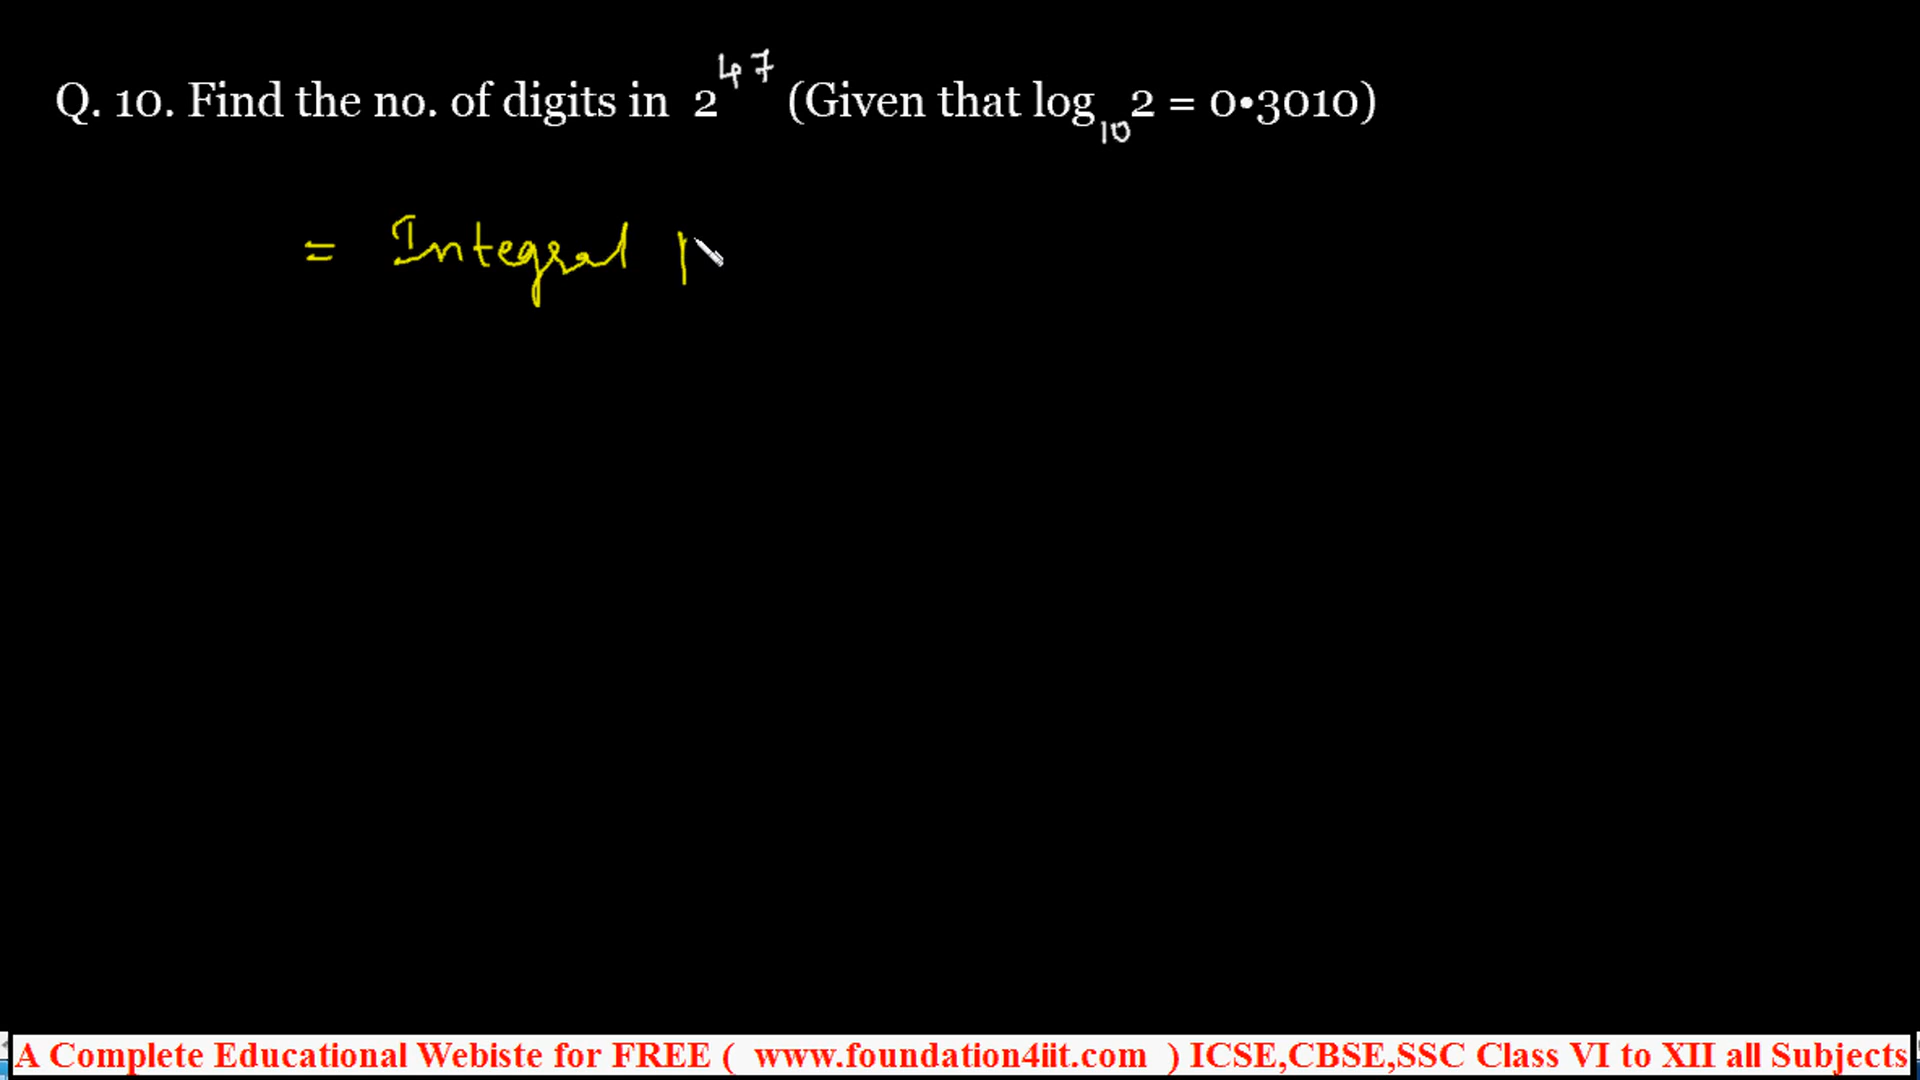 Q. 10. Find the no. of digits in 2^47 (Given that log_10 2 = 0•3010)
= Integral
A Complete Educational Webiste for FREE ( www.foundation4iit.com ) ICSE,CBSE,SSC Class VI to XII all Subjects